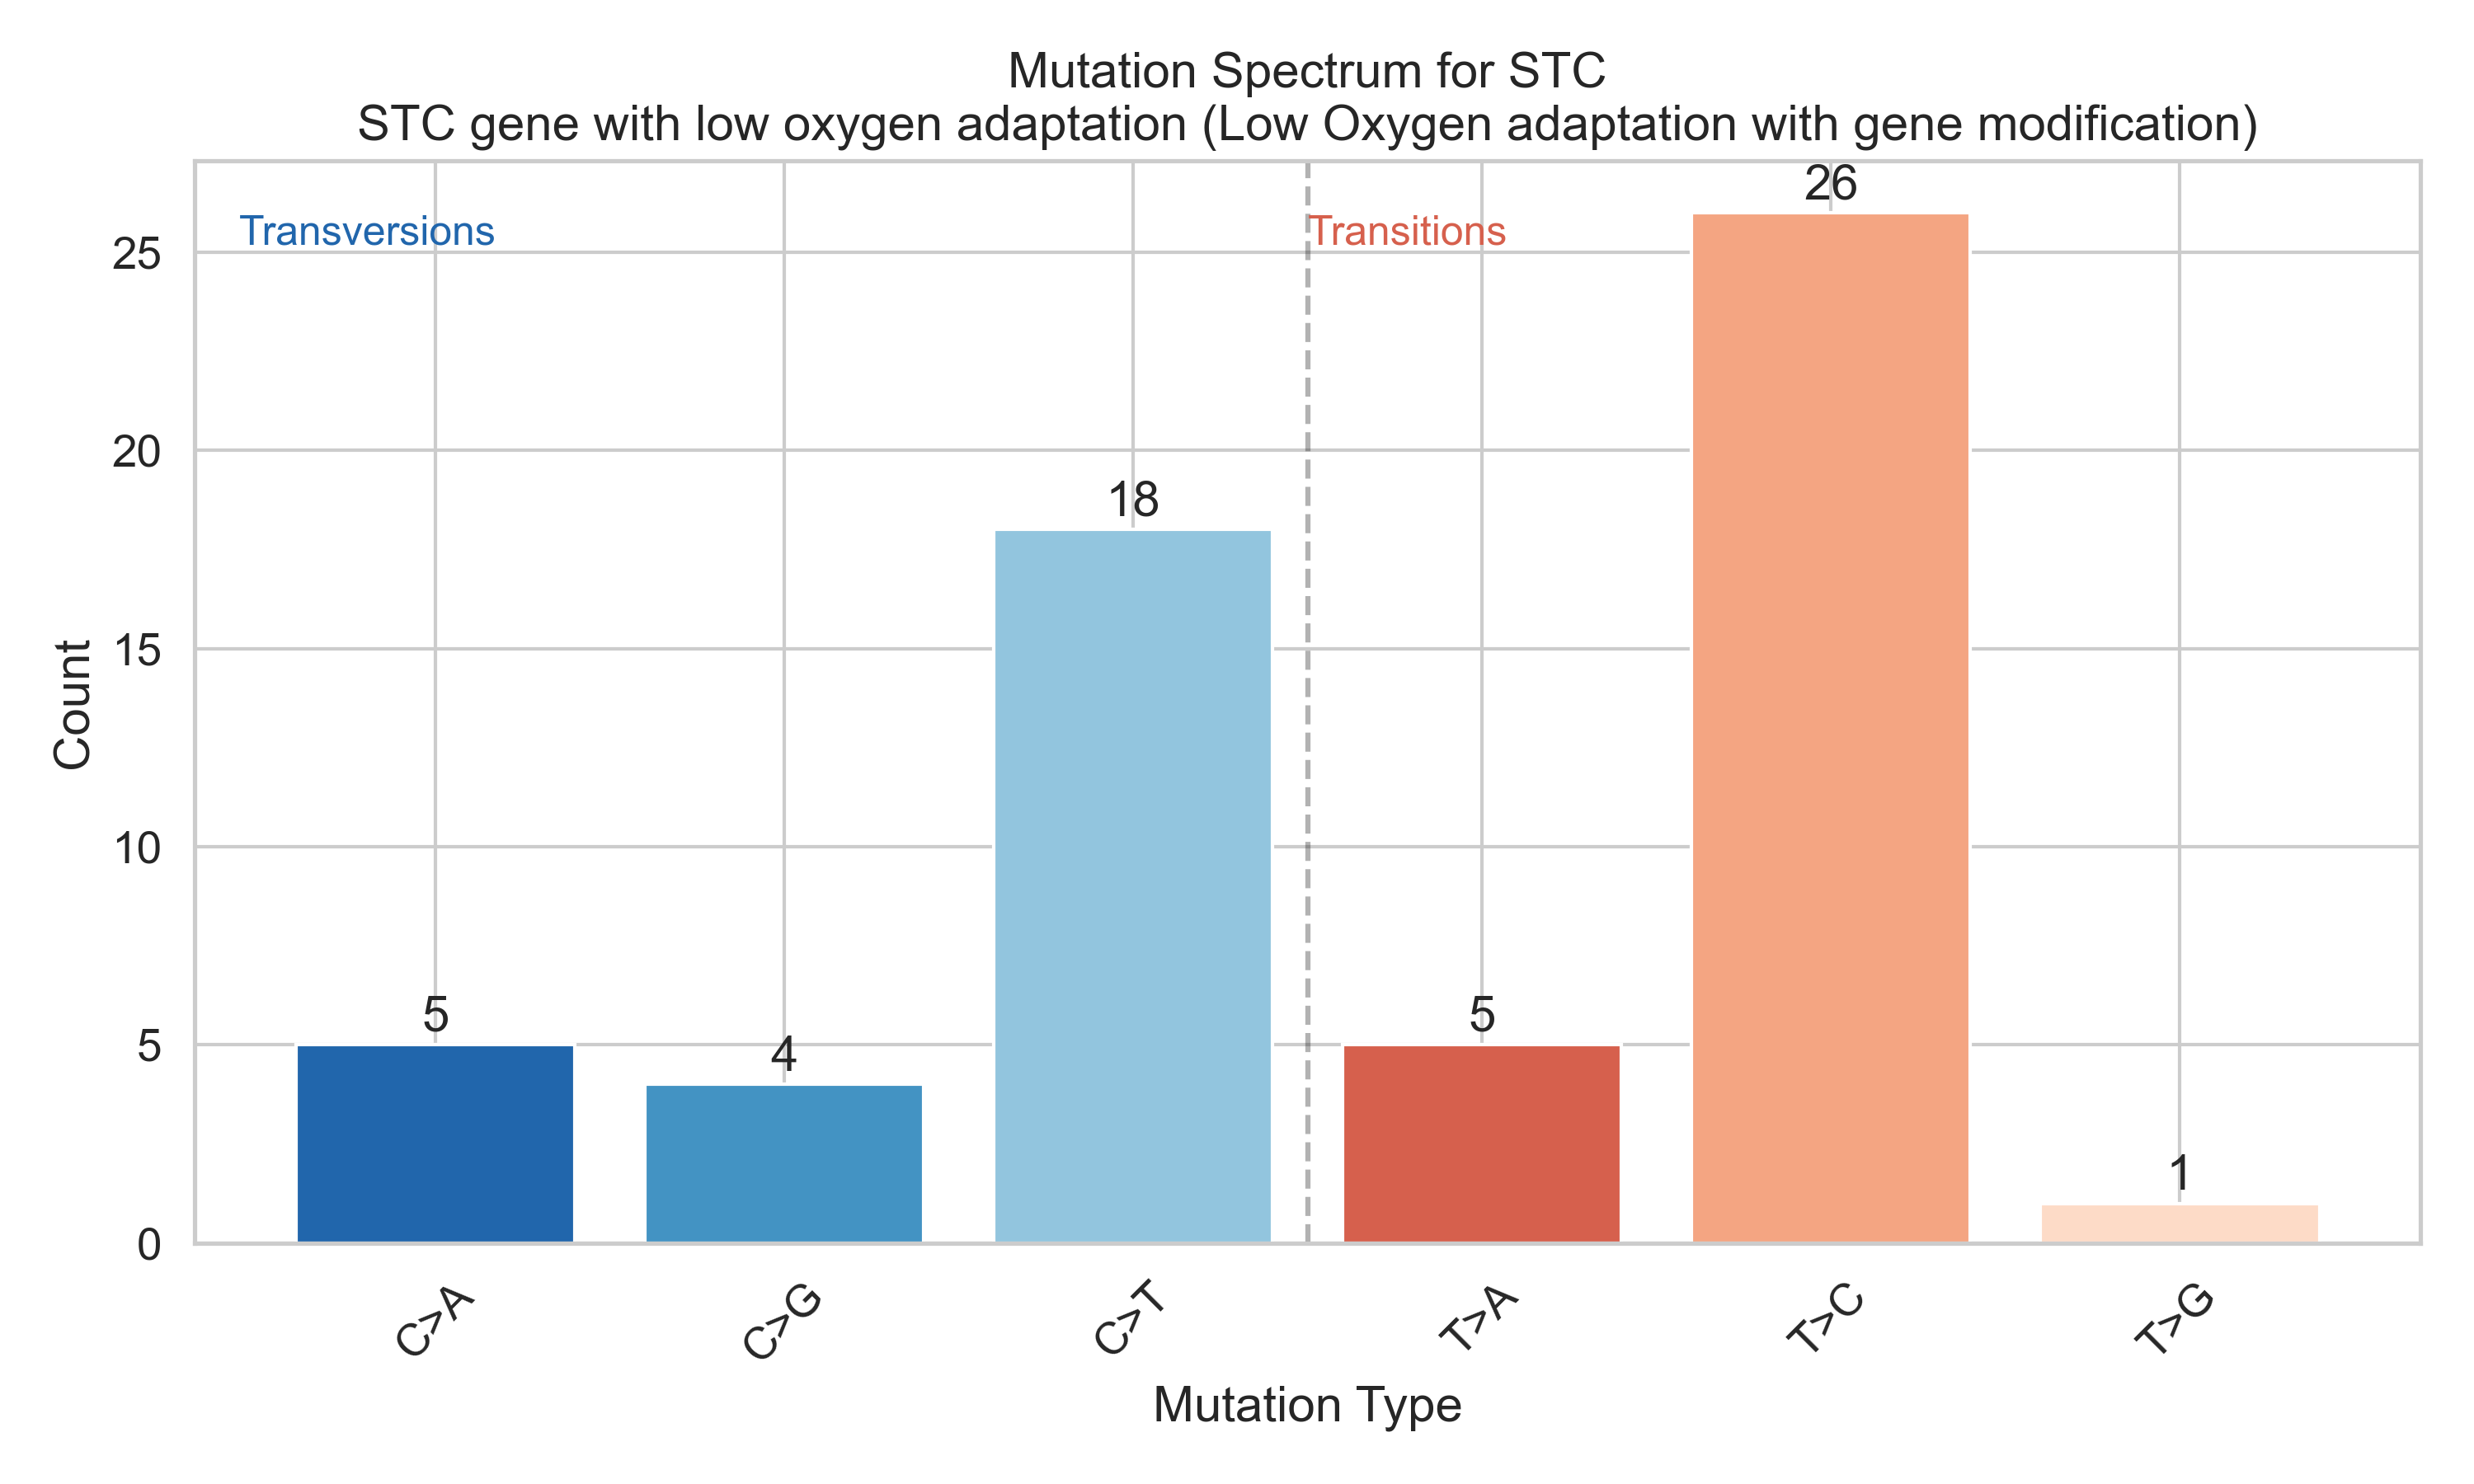 Mutation Spectrum for STC
STC gene with low oxygen adaptation (Low Oxygen adaptation with gene modification)
Transversions
Transitions
26
25
20
18
15
10
5
5
5
4
1
0
Count
C>A
C>G
C>T
T>A
T>C
T>G
Mutation Type